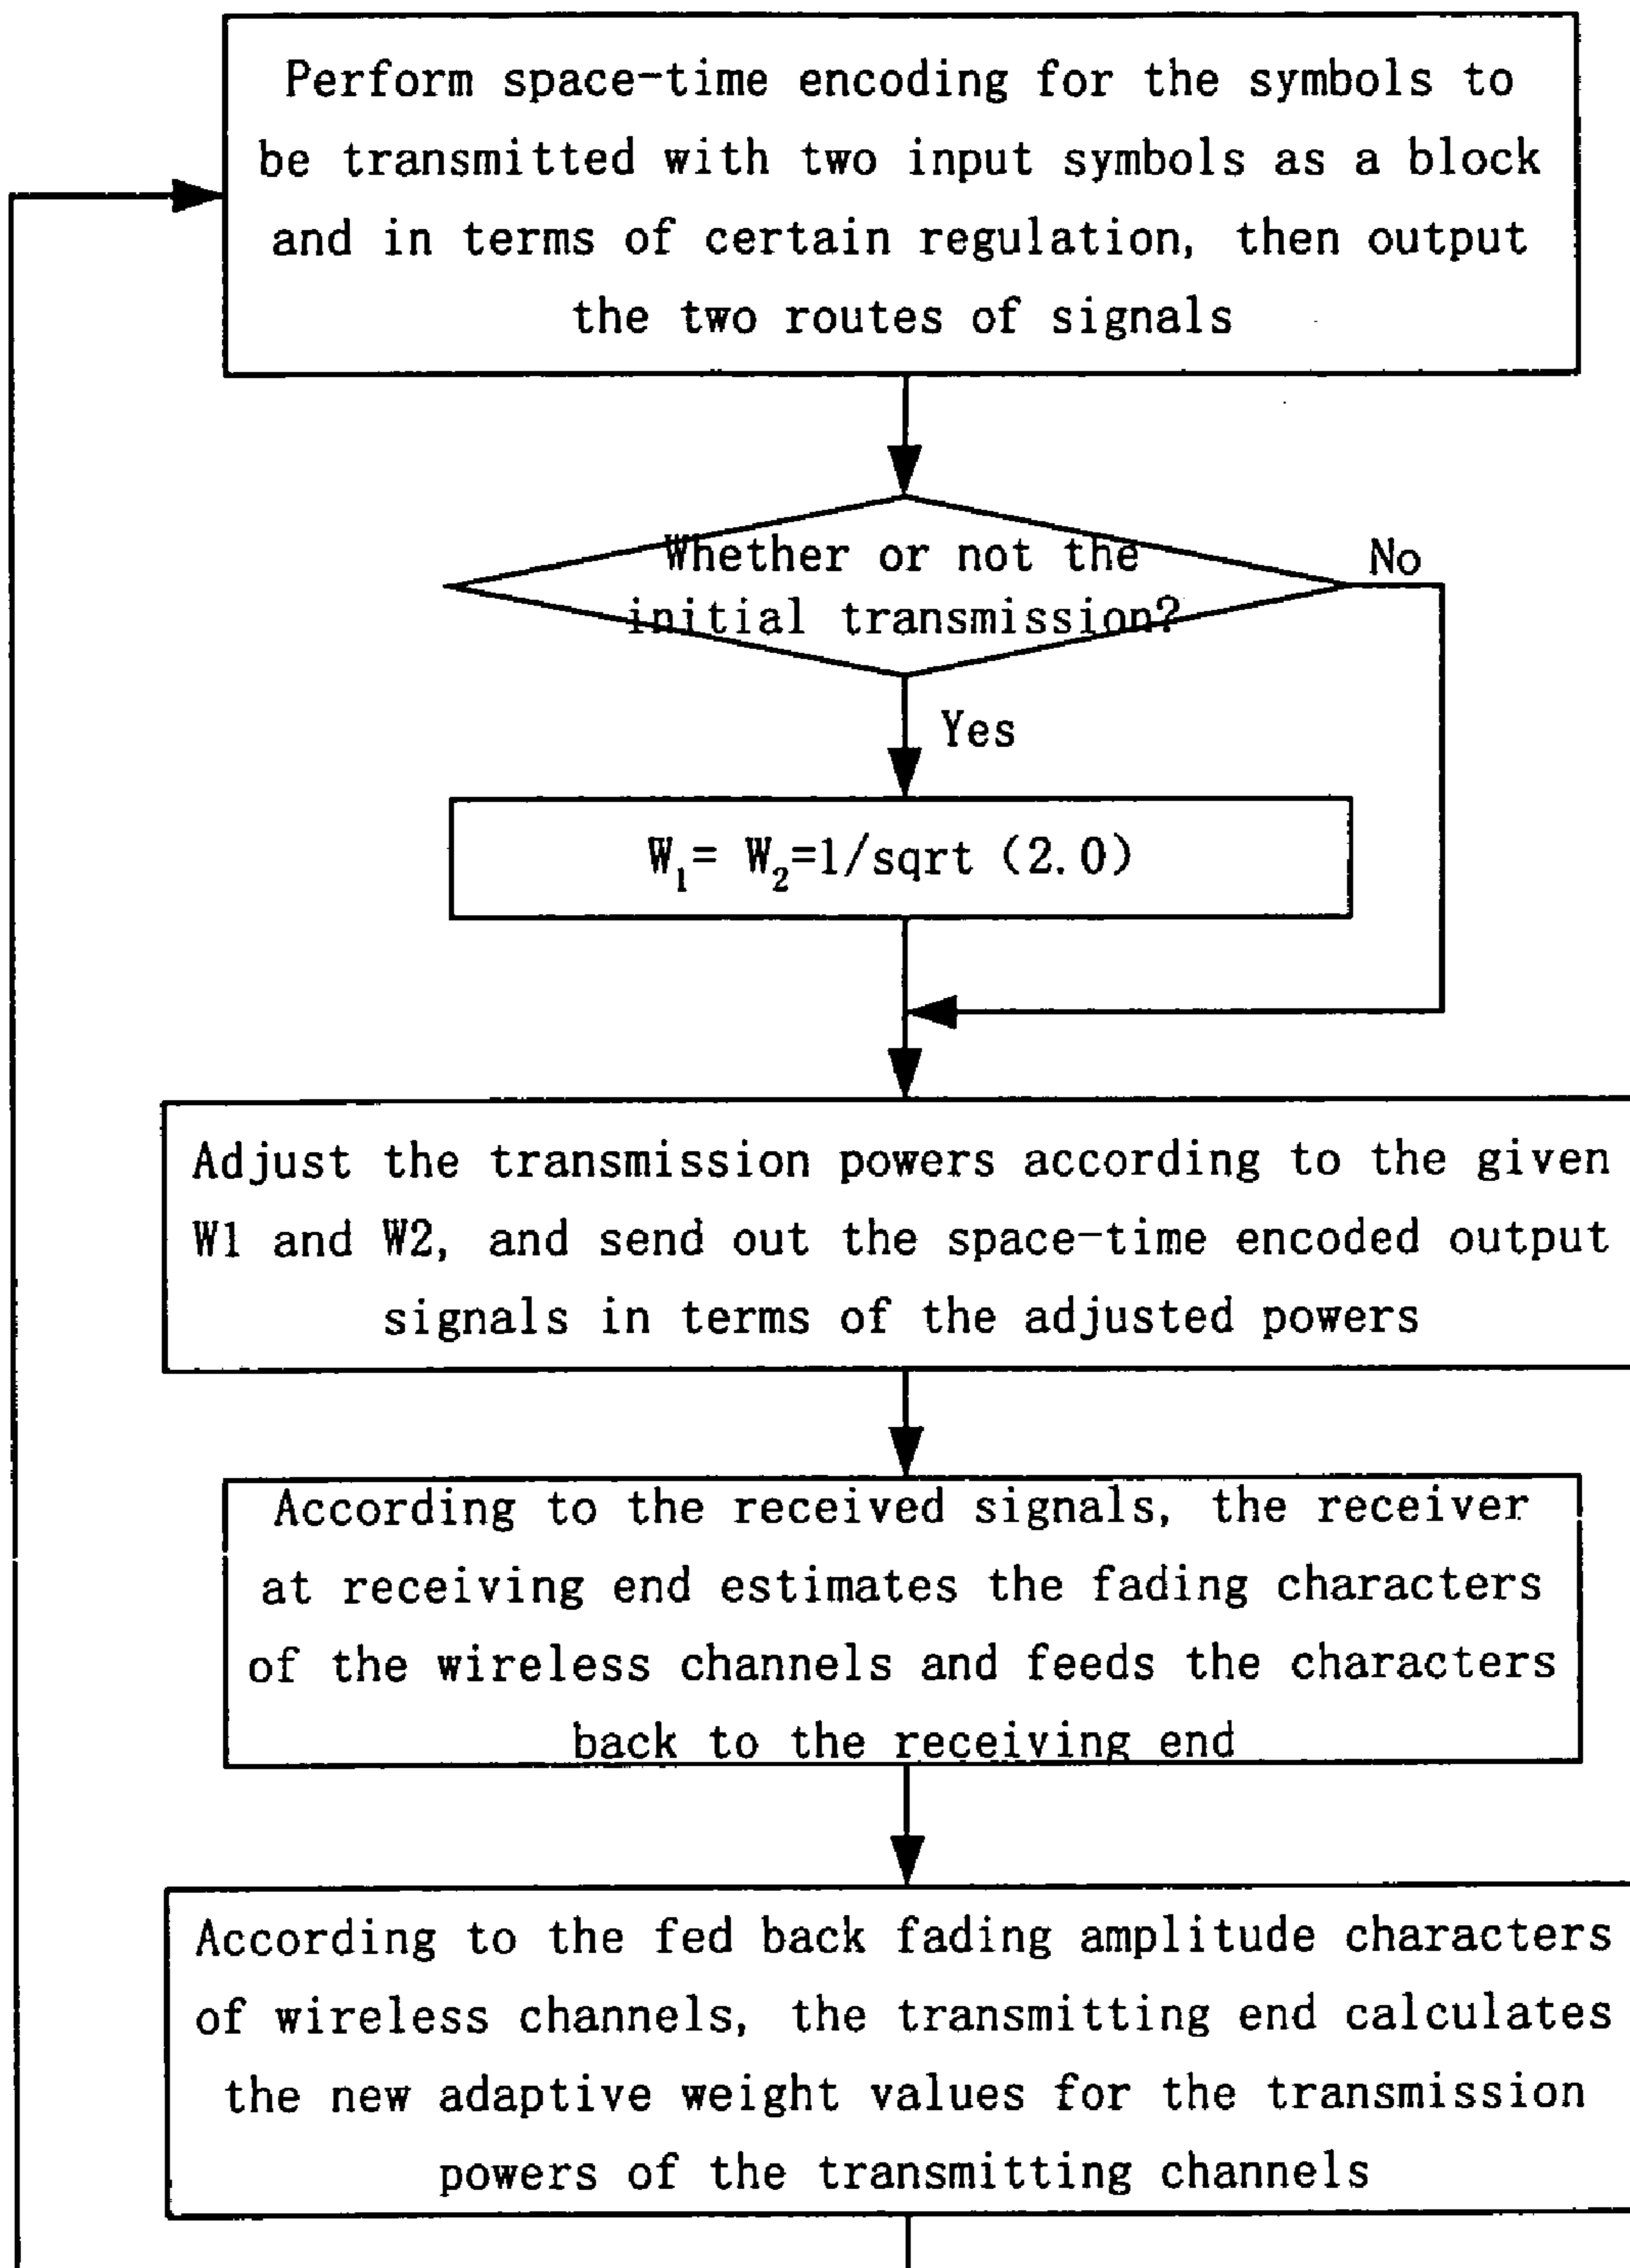 Perform space-time encoding for the symbols to
be transmitted with two input symbols as a block
and in terms of certain regulation, then output
the two routes of signals
Whether or not the
initial transmission?
No
Yes
W₁= W₂=1/sqrt (2.0)
Adjust the transmission powers according to the given
W1 and W2, and send out the space-time encoded output
signals in terms of the adjusted powers
According to the received signals, the receiver
at receiving end estimates the fading characters
of the wireless channels and feeds the characters
back to the receiving end
According to the fed back fading amplitude characters
of wireless channels, the transmitting end calculates
the new adaptive weight values for the transmission
powers of the transmitting channels